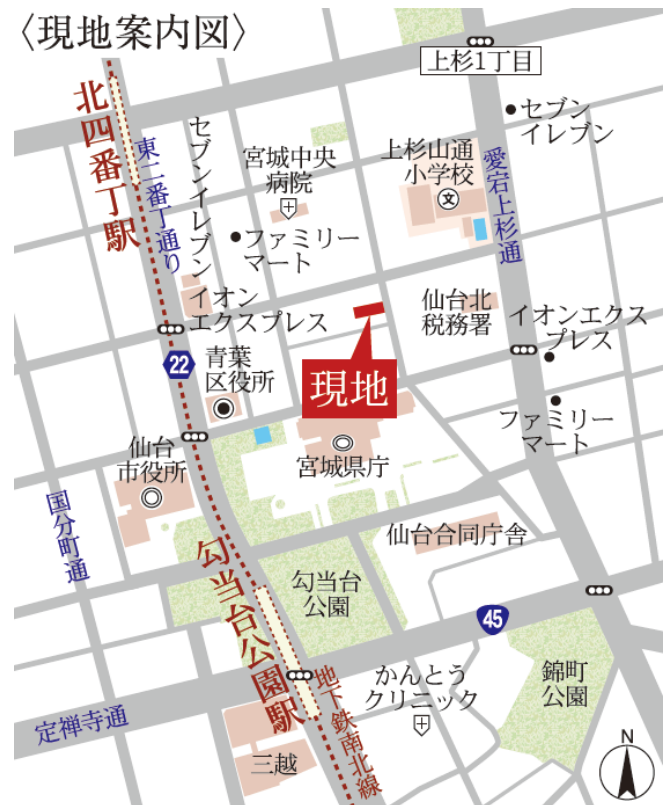 〈現地案内図〉
上杉1丁目
北四番丁駅
東二番丁通り
セブンイレブン
宮城中央
病院
上杉山通
小学校
文
セブン
イレブン
愛宕上杉通
ファミリー
マート
イオン
エクスプレス
仙台北
税務署
イオンエクス
プレス
22
青葉
区役所
現地
ファミリー
マート
仙台
市役所
宮城県庁
国分町通
勾当台公園駅
仙台合同庁舎
勾当台
公園
45
かんとう
クリニック
錦町
公園
定禅寺通
地下鉄南北線
三越
N